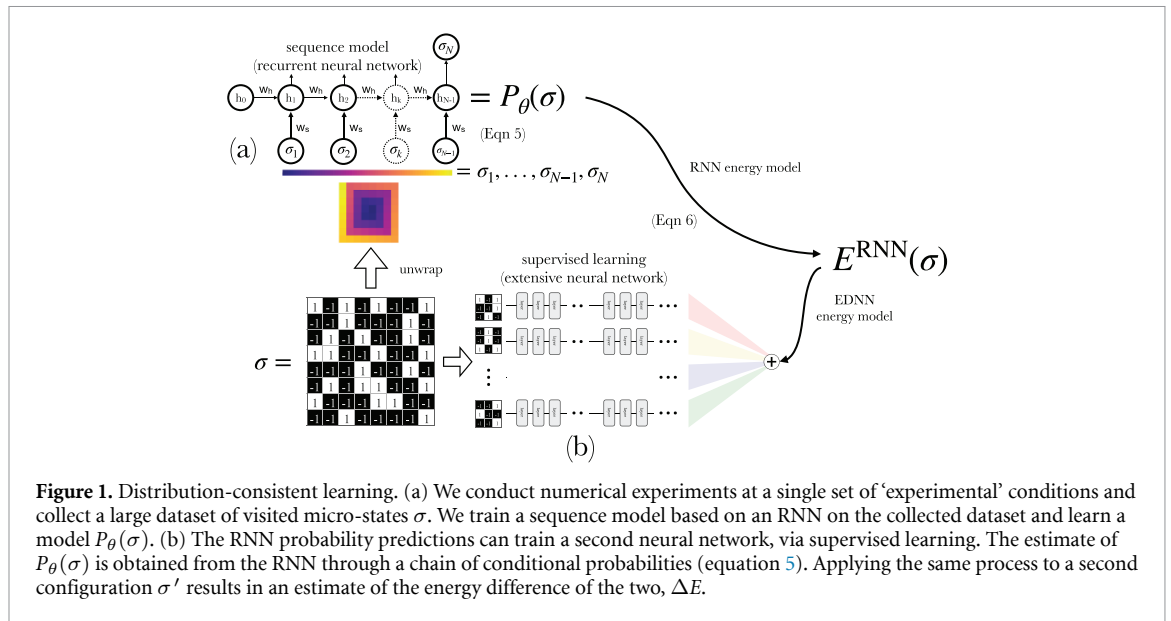 sequence model
(recurrent neural network)
σ_N
h_0 w_h h_1 w_h h_2 w_h h_k w_h h_{N-1} = P_θ(σ)
(Eqn 5)
w_s w_s w_s w_s
(a)
σ_1 σ_2 σ_k σ_{N-1}
= σ_1, . . . , σ_{N−1}, σ_N
RNN energy model
(Eqn 6)
E^RNN(σ)
unwrap
supervised learning
(extensive neural network)
EDNN
energy model
σ =
+
(b)
Figure 1. Distribution-consistent learning. (a) We conduct numerical experiments at a single set of ‘experimental’ conditions and
collect a large dataset of visited micro-states σ. We train a sequence model based on an RNN on the collected dataset and learn a
model P_θ(σ). (b) The RNN probability predictions can train a second neural network, via supervised learning. The estimate of
P_θ(σ) is obtained from the RNN through a chain of conditional probabilities (equation 5). Applying the same process to a second
configuration σ′ results in an estimate of the energy difference of the two, ΔE.